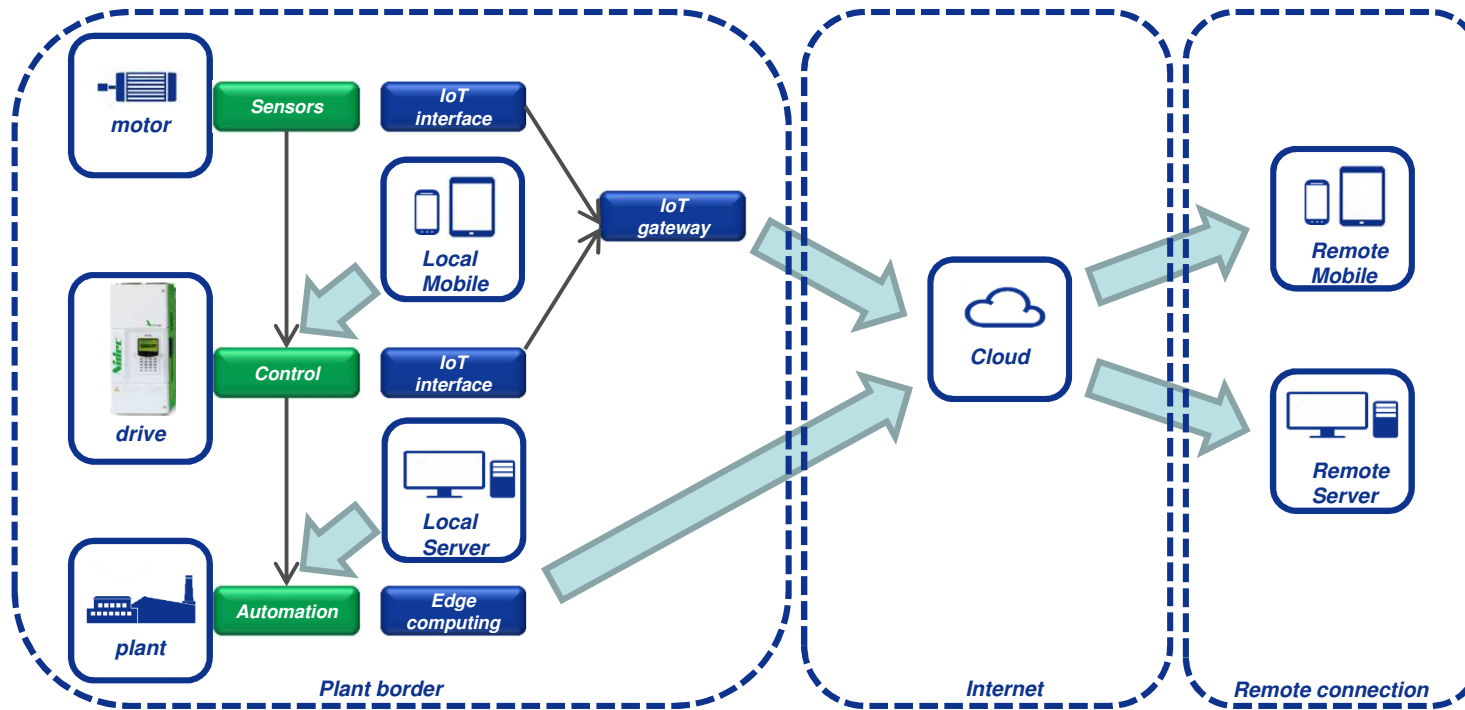 motor
Sensors
IoT
interface
Local
Mobile
IoT
gateway
drive
Nidec
Control
IoT
interface
Local
Server
plant
Automation
Edge
computing
Plant border
Cloud
Internet
Remote
Mobile
Remote
Server
Remote connection